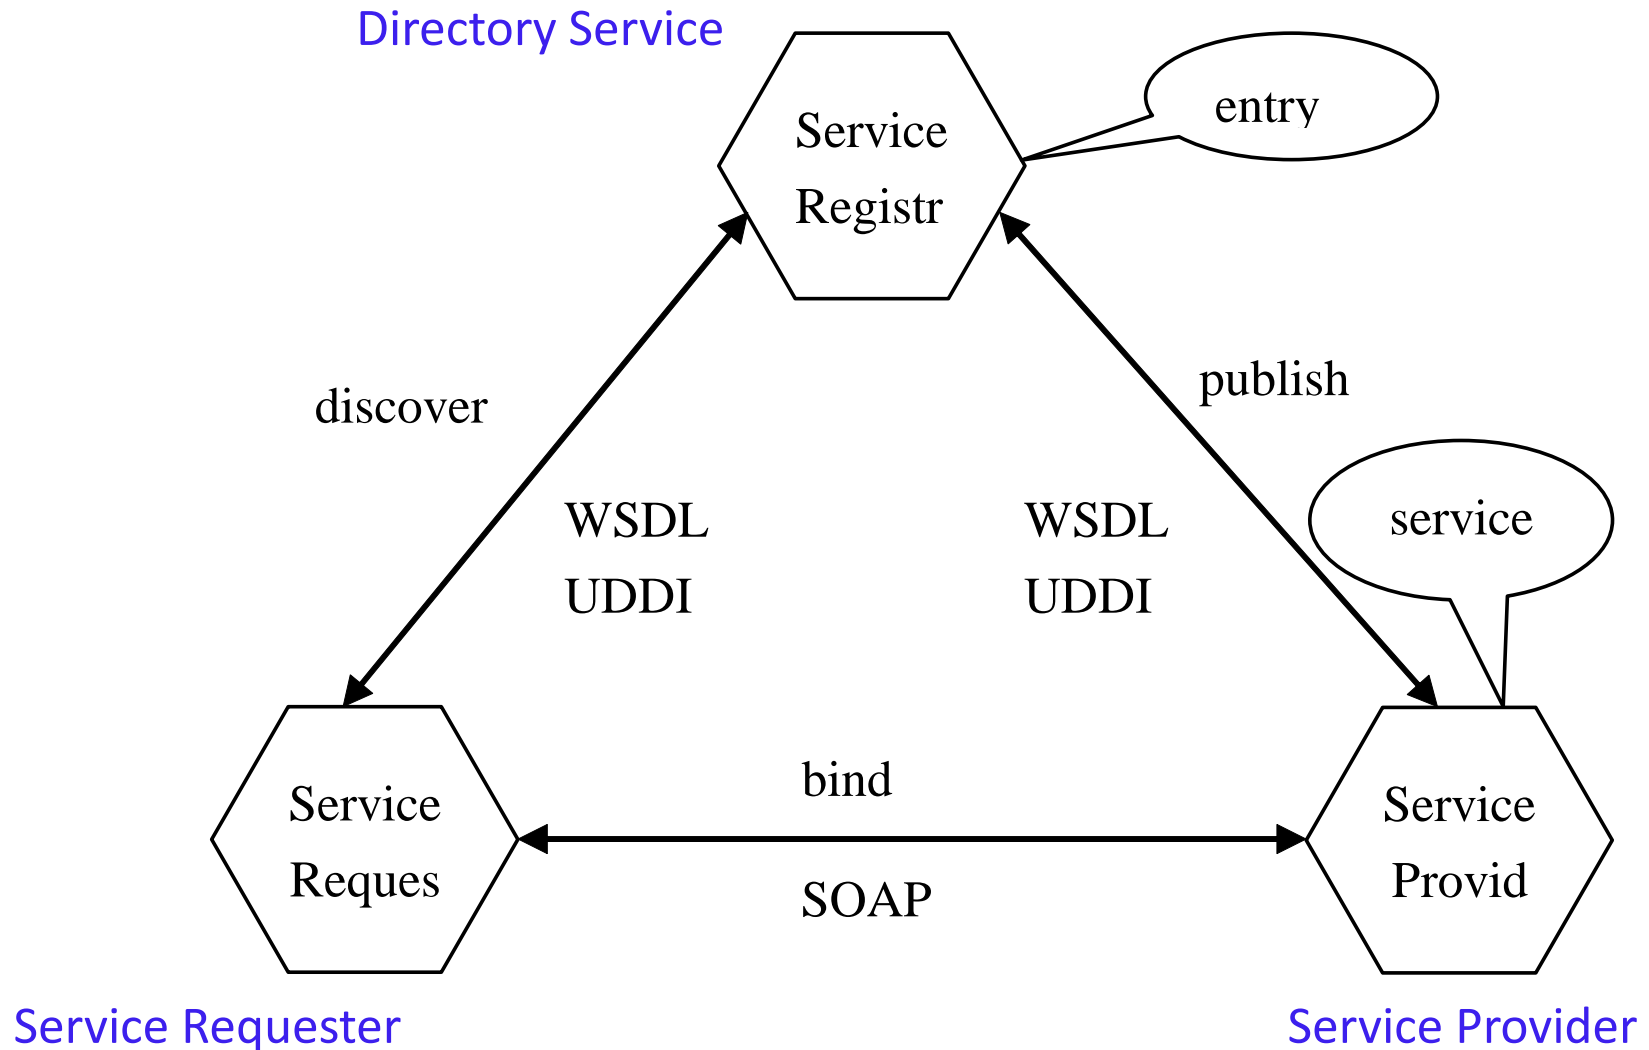 Directory Service
Service
Registr
entry
discover
publish
WSDL
UDDI
WSDL
UDDI
service
Service
Reques
bind
SOAP
Service
Provid
Service Requester
Service Provider